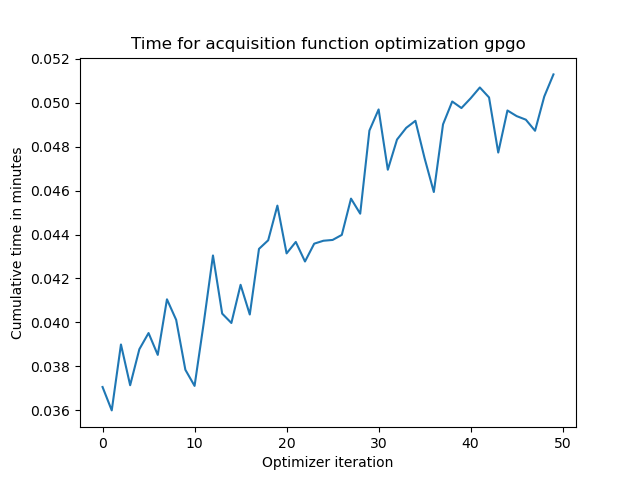 Time for acquisition function optimization gpgo
0.052
0.050
0.048
0.046
0.044
0.042
0.040
0.038
0.036
Cumulative time in minutes
0 10 20 30 40 50
Optimizer iteration